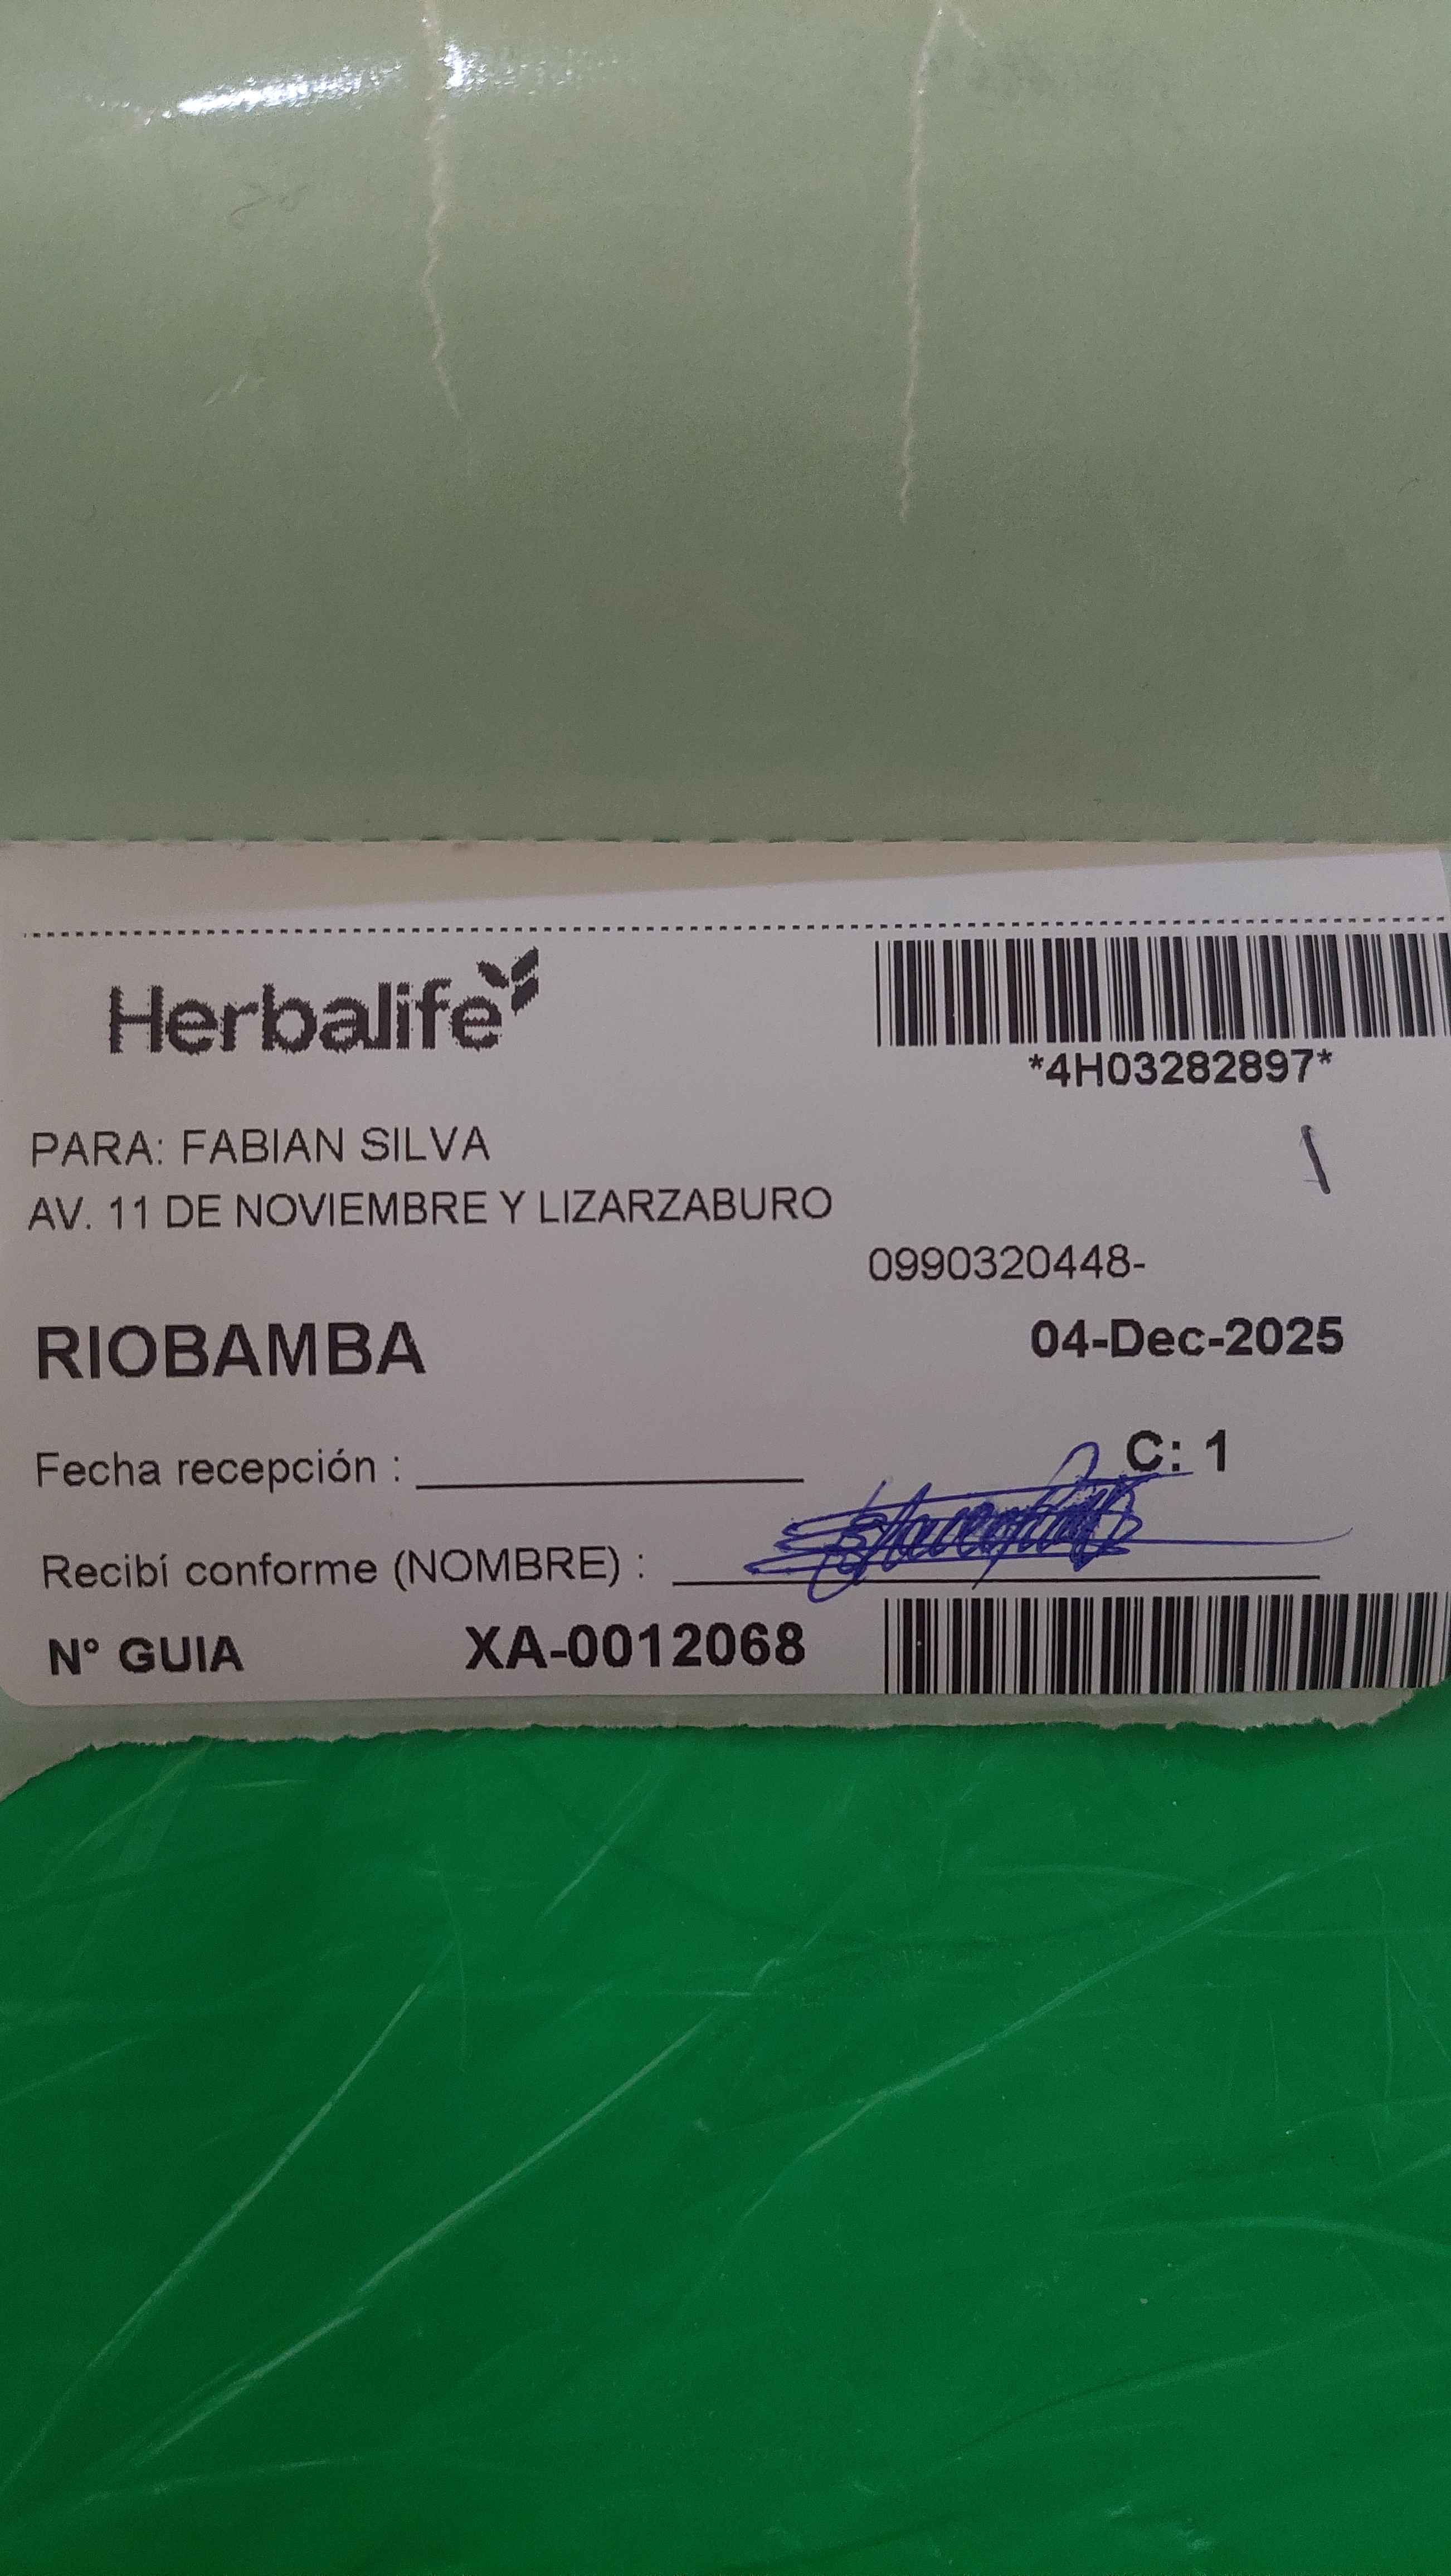 Herbalife
*4H03282897*
PARA: FABIAN SILVA
AV. 11 DE NOVIEMBRE Y LIZARZABURO
0990320448-
RIOBAMBA
04-Dec-2025
C: 1
Fecha recepción :
Recibí conforme (NOMBRE) :
N° GUIA XA-0012068